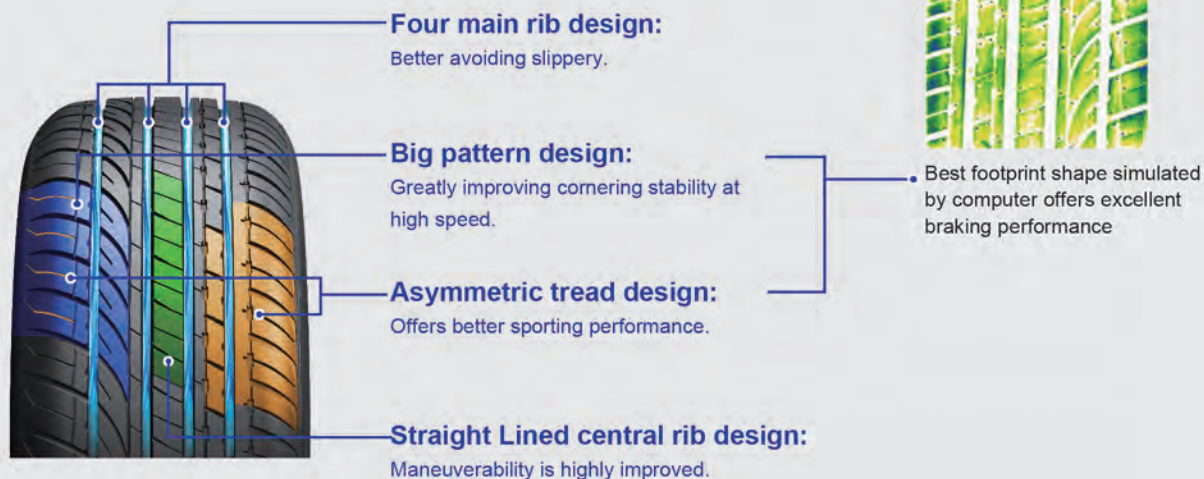 Four main rib design:
Better avoiding slippery.
Big pattern design:
Greatly improving cornering stability at
high speed.
Asymmetric tread design:
Offers better sporting performance.
Straight Lined central rib design:
Maneuverability is highly improved.
Best footprint shape simulated
by computer offers excellent
braking performance